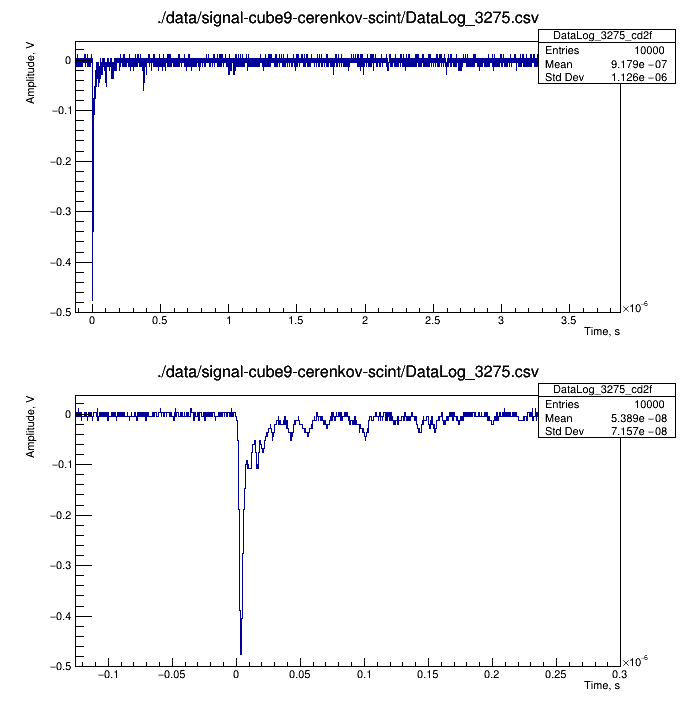 ./data/signal-cube9-cerenkov-scint/DataLog_3275.csv
DataLog_3275_cd2f
Entries 10000
Mean 9.179e −07
Std Dev 1.126e −06
Amplitude, V
0
−0.1
−0.2
−0.3
−0.4
−0.5
0 0.5 1 1.5 2 2.5 3 3.5
×10⁻⁶
Time, s
./data/signal-cube9-cerenkov-scint/DataLog_3275.csv
DataLog_3275_cd2f
Entries 10000
Mean 5.389e −08
Std Dev 7.157e −08
Amplitude, V
0
−0.1
−0.2
−0.3
−0.4
−0.5
−0.1 −0.05 0 0.05 0.1 0.15 0.2 0.25 0.3
×10⁻⁶
Time, s